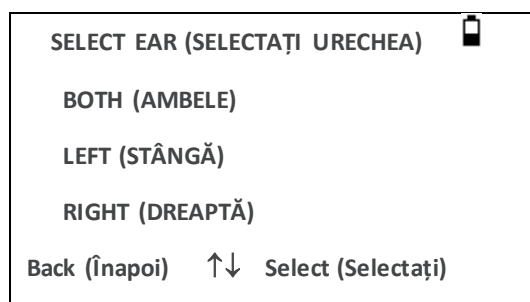 SELECT EAR (SELECTAȚI URECHEA)
BOTH (AMBELE)
LEFT (STÂNGĂ)
RIGHT (DREAPTĂ)
Back (Înapoi) ↑↓ Select (Selectați)